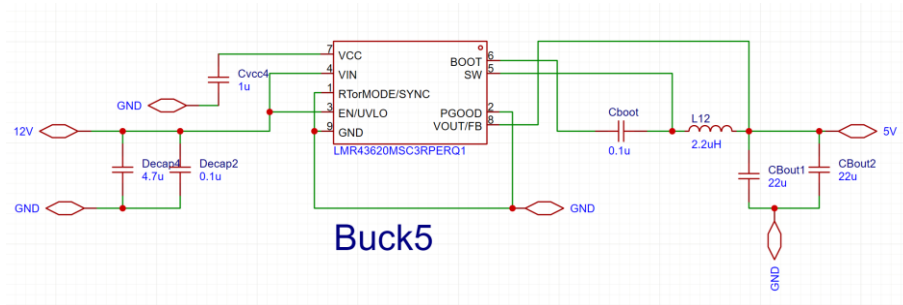 7
VCC
4
VIN
1
RTorMODE/SYNC
3
EN/UVLO
9
GND
BOOT
6
SW
5
PGOOD
2
VOUT/FB
8
LMR43620MSC3RPERQ1
Cvcc4
1u
GND
12V
Decap4
4.7u
Decap2
0.1u
GND
GND
Cboot
0.1u
L12
2.2uH
5V
CBout1
22u
CBout2
22u
GND
Buck5